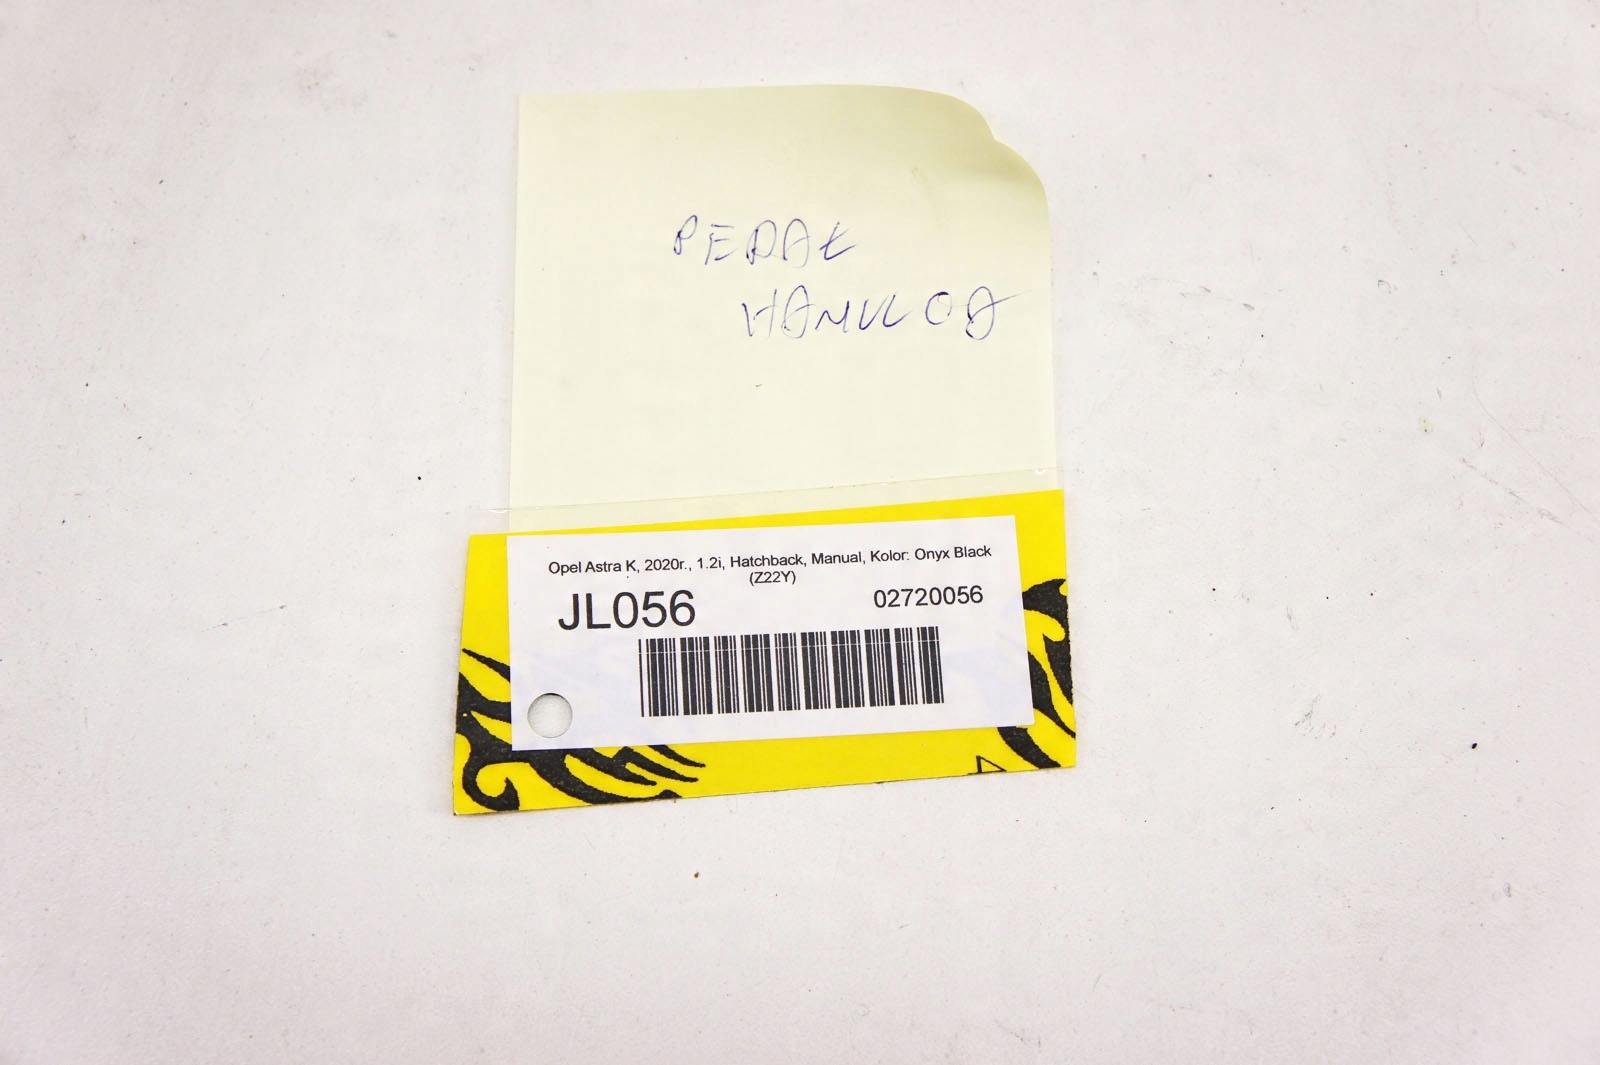 PEDAŁ
HAMULCA
Opel Astra K, 2020r., 1.2i, Hatchback, Manual, Kolor: Onyx Black
(Z22Y)
JL056 02720056